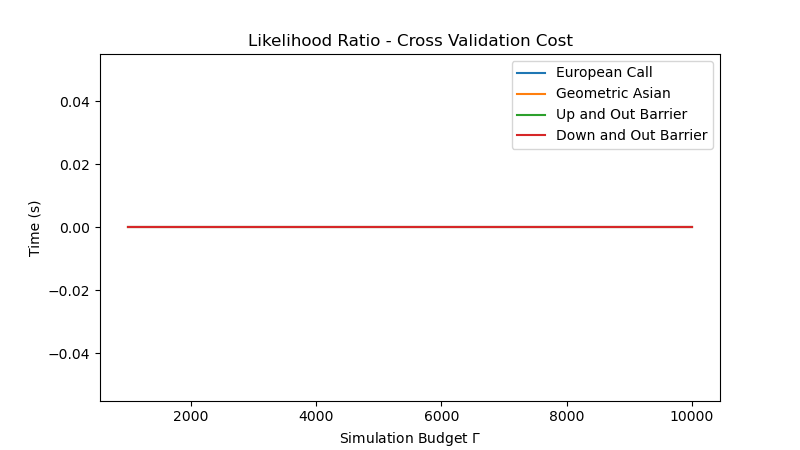 Likelihood Ratio - Cross Validation Cost
European Call
Geometric Asian
Up and Out Barrier
Down and Out Barrier
0.04
0.02
0.00
−0.02
−0.04
Time (s)
2000 4000 6000 8000 10000
Simulation Budget Γ